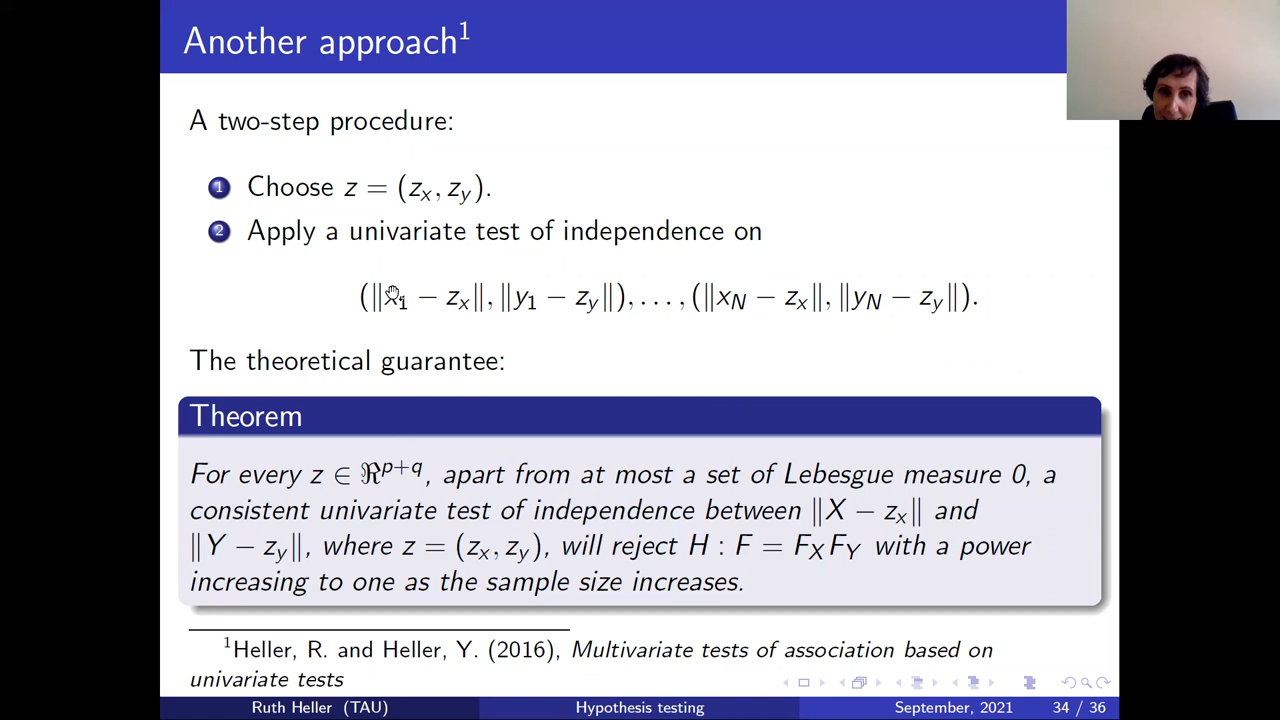 Another approach¹
A two-step procedure:
1 Choose z = (z_x, z_y).
2 Apply a univariate test of independence on
(‖x₁ − z_x‖, ‖y₁ − z_y‖), . . . , (‖x_N − z_x‖, ‖y_N − z_y‖).
The theoretical guarantee:
Theorem
For every z ∈ ℜ^{p+q}, apart from at most a set of Lebesgue measure 0, a
consistent univariate test of independence between ‖X − z_x‖ and
‖Y − z_y‖, where z = (z_x, z_y), will reject H : F = F_X F_Y with a power
increasing to one as the sample size increases.
¹Heller, R. and Heller, Y. (2016), Multivariate tests of association based on
univariate tests
Ruth Heller (TAU) Hypothesis testing September, 2021 34 / 36